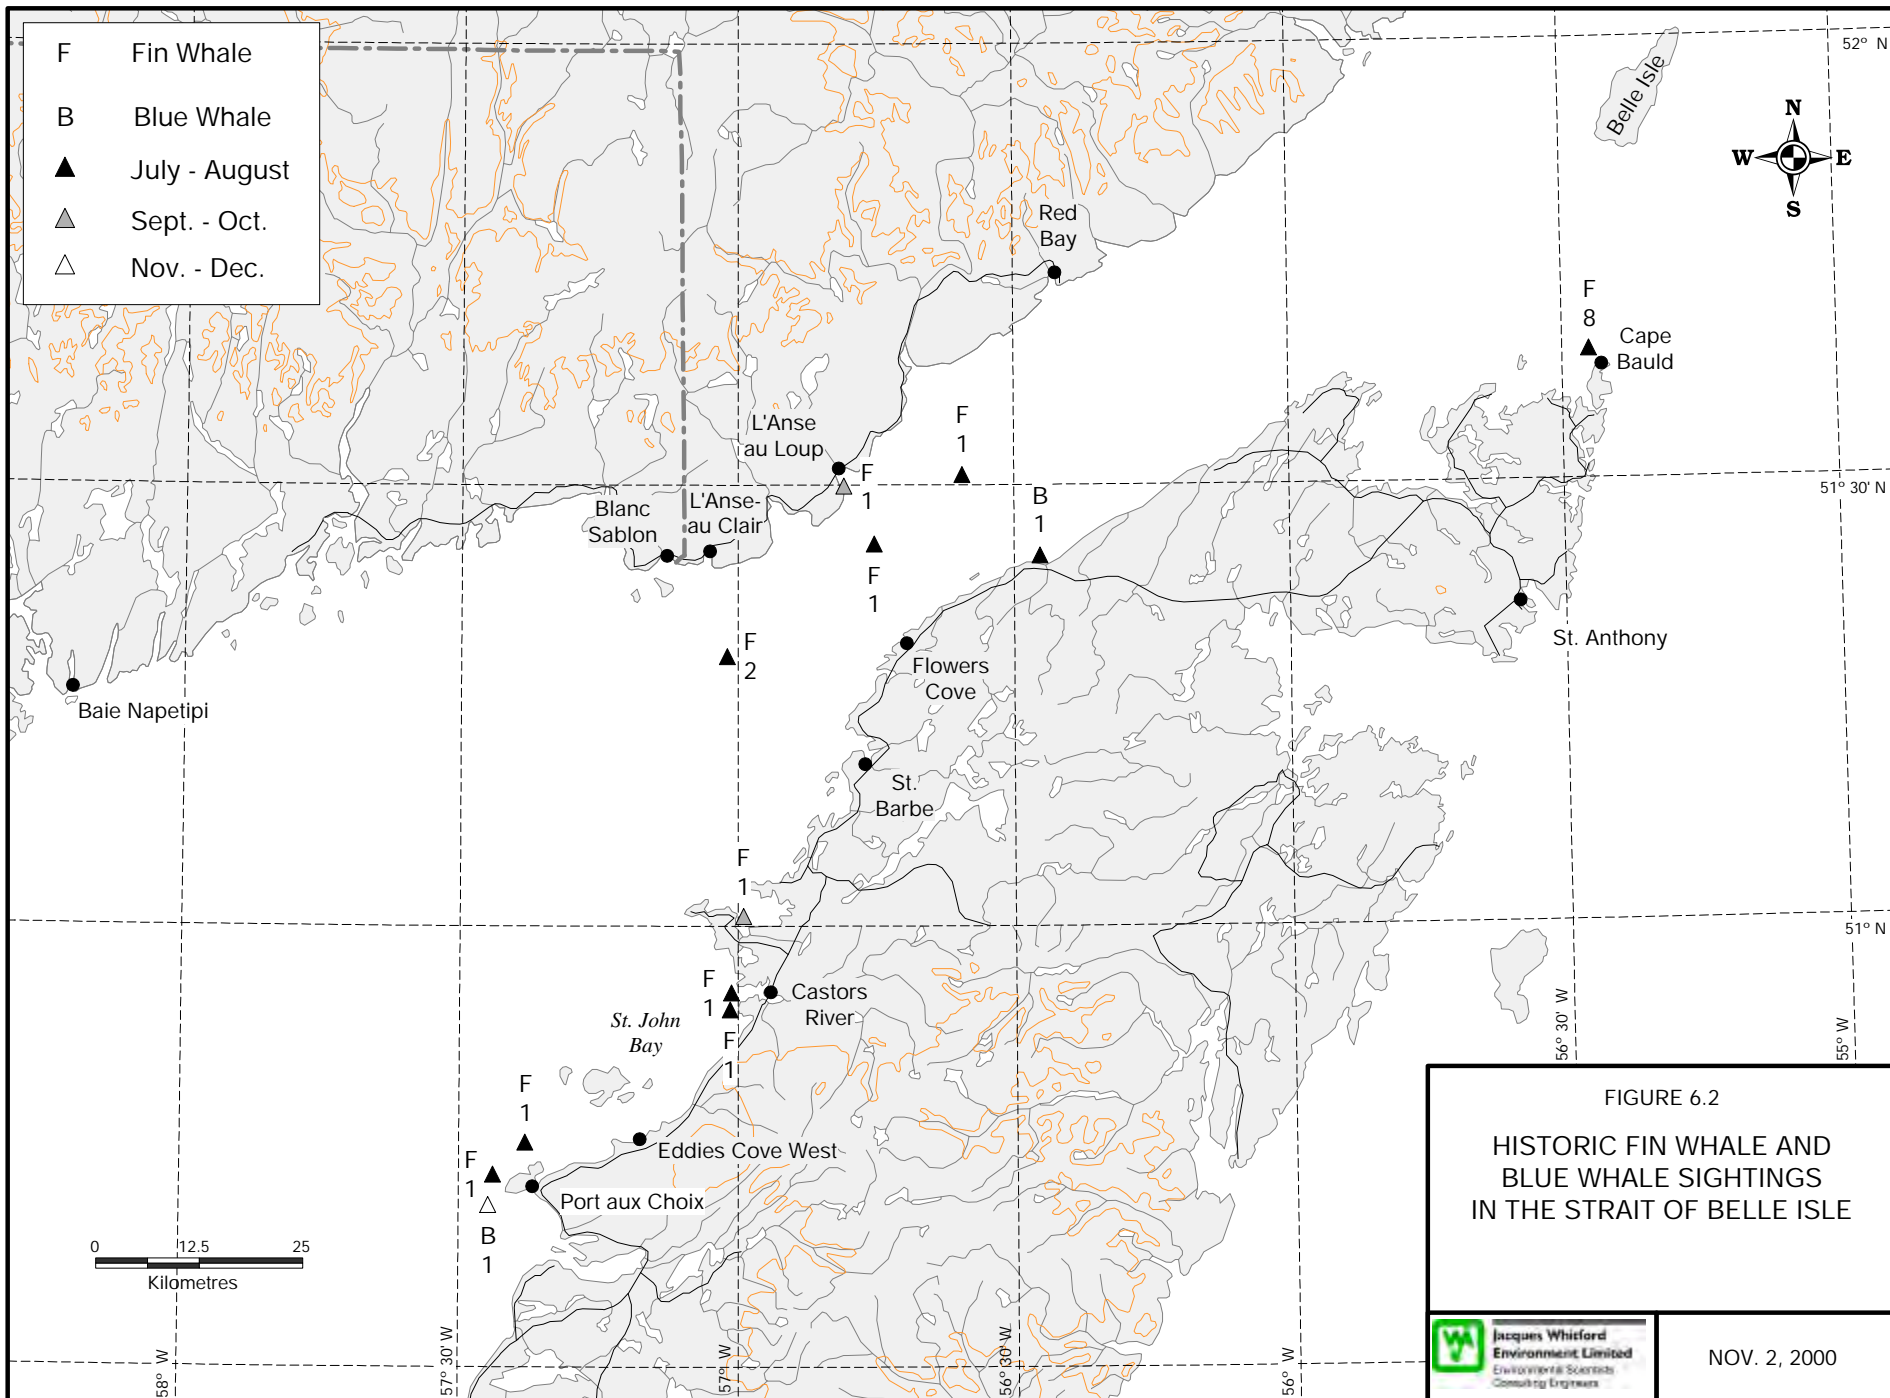 F Fin Whale
B Blue Whale
July - August
Sept. - Oct.
Nov. - Dec.
52° N
Belle Isle
N
W E
S
Red
Bay
F
8
Cape
Bauld
L'Anse
au Loup
F
1
F
1
B
1
51° 30' N
Blanc
Sablon
L'Anse-
au Clair
F
1
St. Anthony
F
2
Flowers
Cove
Baie Napetipi
St.
Barbe
F
1
51° N
F
1
Castors
River
St. John
Bay
F
1
56° 30' W
55° W
F
1
Eddies Cove West
F
1
Port aux Choix
B
1
0 12.5 25
Kilometres
58° W
57° 30' W
57° W
56° 30' W
56° W
FIGURE 6.2
HISTORIC FIN WHALE AND
BLUE WHALE SIGHTINGS
IN THE STRAIT OF BELLE ISLE
Jacques Whitford
Environment Limited
Environmental Scientists
Consulting Engineers
NOV. 2, 2000